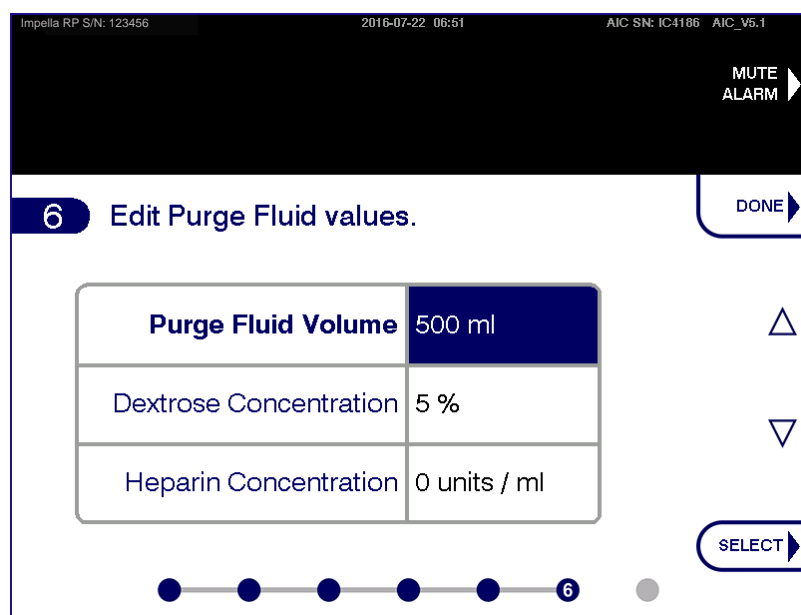 Impella RP S/N: 123456 2016-07-22 06:51 AIC SN: IC4186 AIC_V5.1
MUTE
ALARM
6 Edit Purge Fluid values.
DONE
Purge Fluid Volume 500 ml
Dextrose Concentration 5 %
Heparin Concentration 0 units / ml
SELECT
6